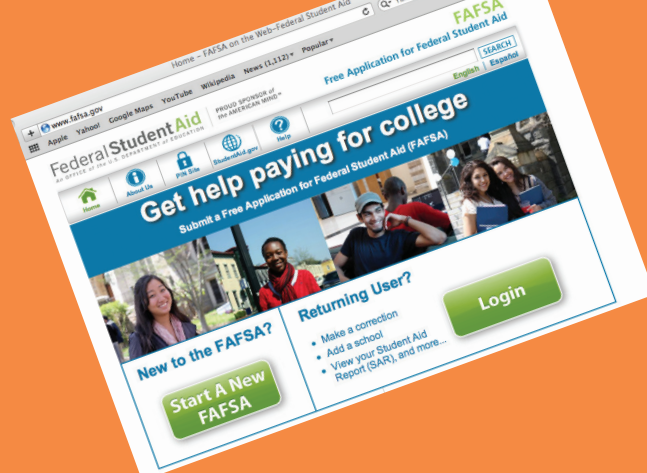 Home – FAFSA on the Web–Federal Student Aid
www.fafsa.gov
Apple Yahoo! Google Maps YouTube Wikipedia News (1,112) Popular
FederalStudentAid
An OFFICE of the U.S. DEPARTMENT of EDUCATION
PROUD SPONSOR of
the AMERICAN MIND™
FAFSA
Free Application for Federal Student Aid
SEARCH
English Español
Home
About Us
PIN Site
StudentAid.gov
Help
Get help paying for college
Submit a Free Application for Federal Student Aid (FAFSA)
New to the FAFSA?
Start A New
FAFSA
Returning User?
• Make a correction
• Add a school
• View your Student Aid
Report (SAR), and more...
Login